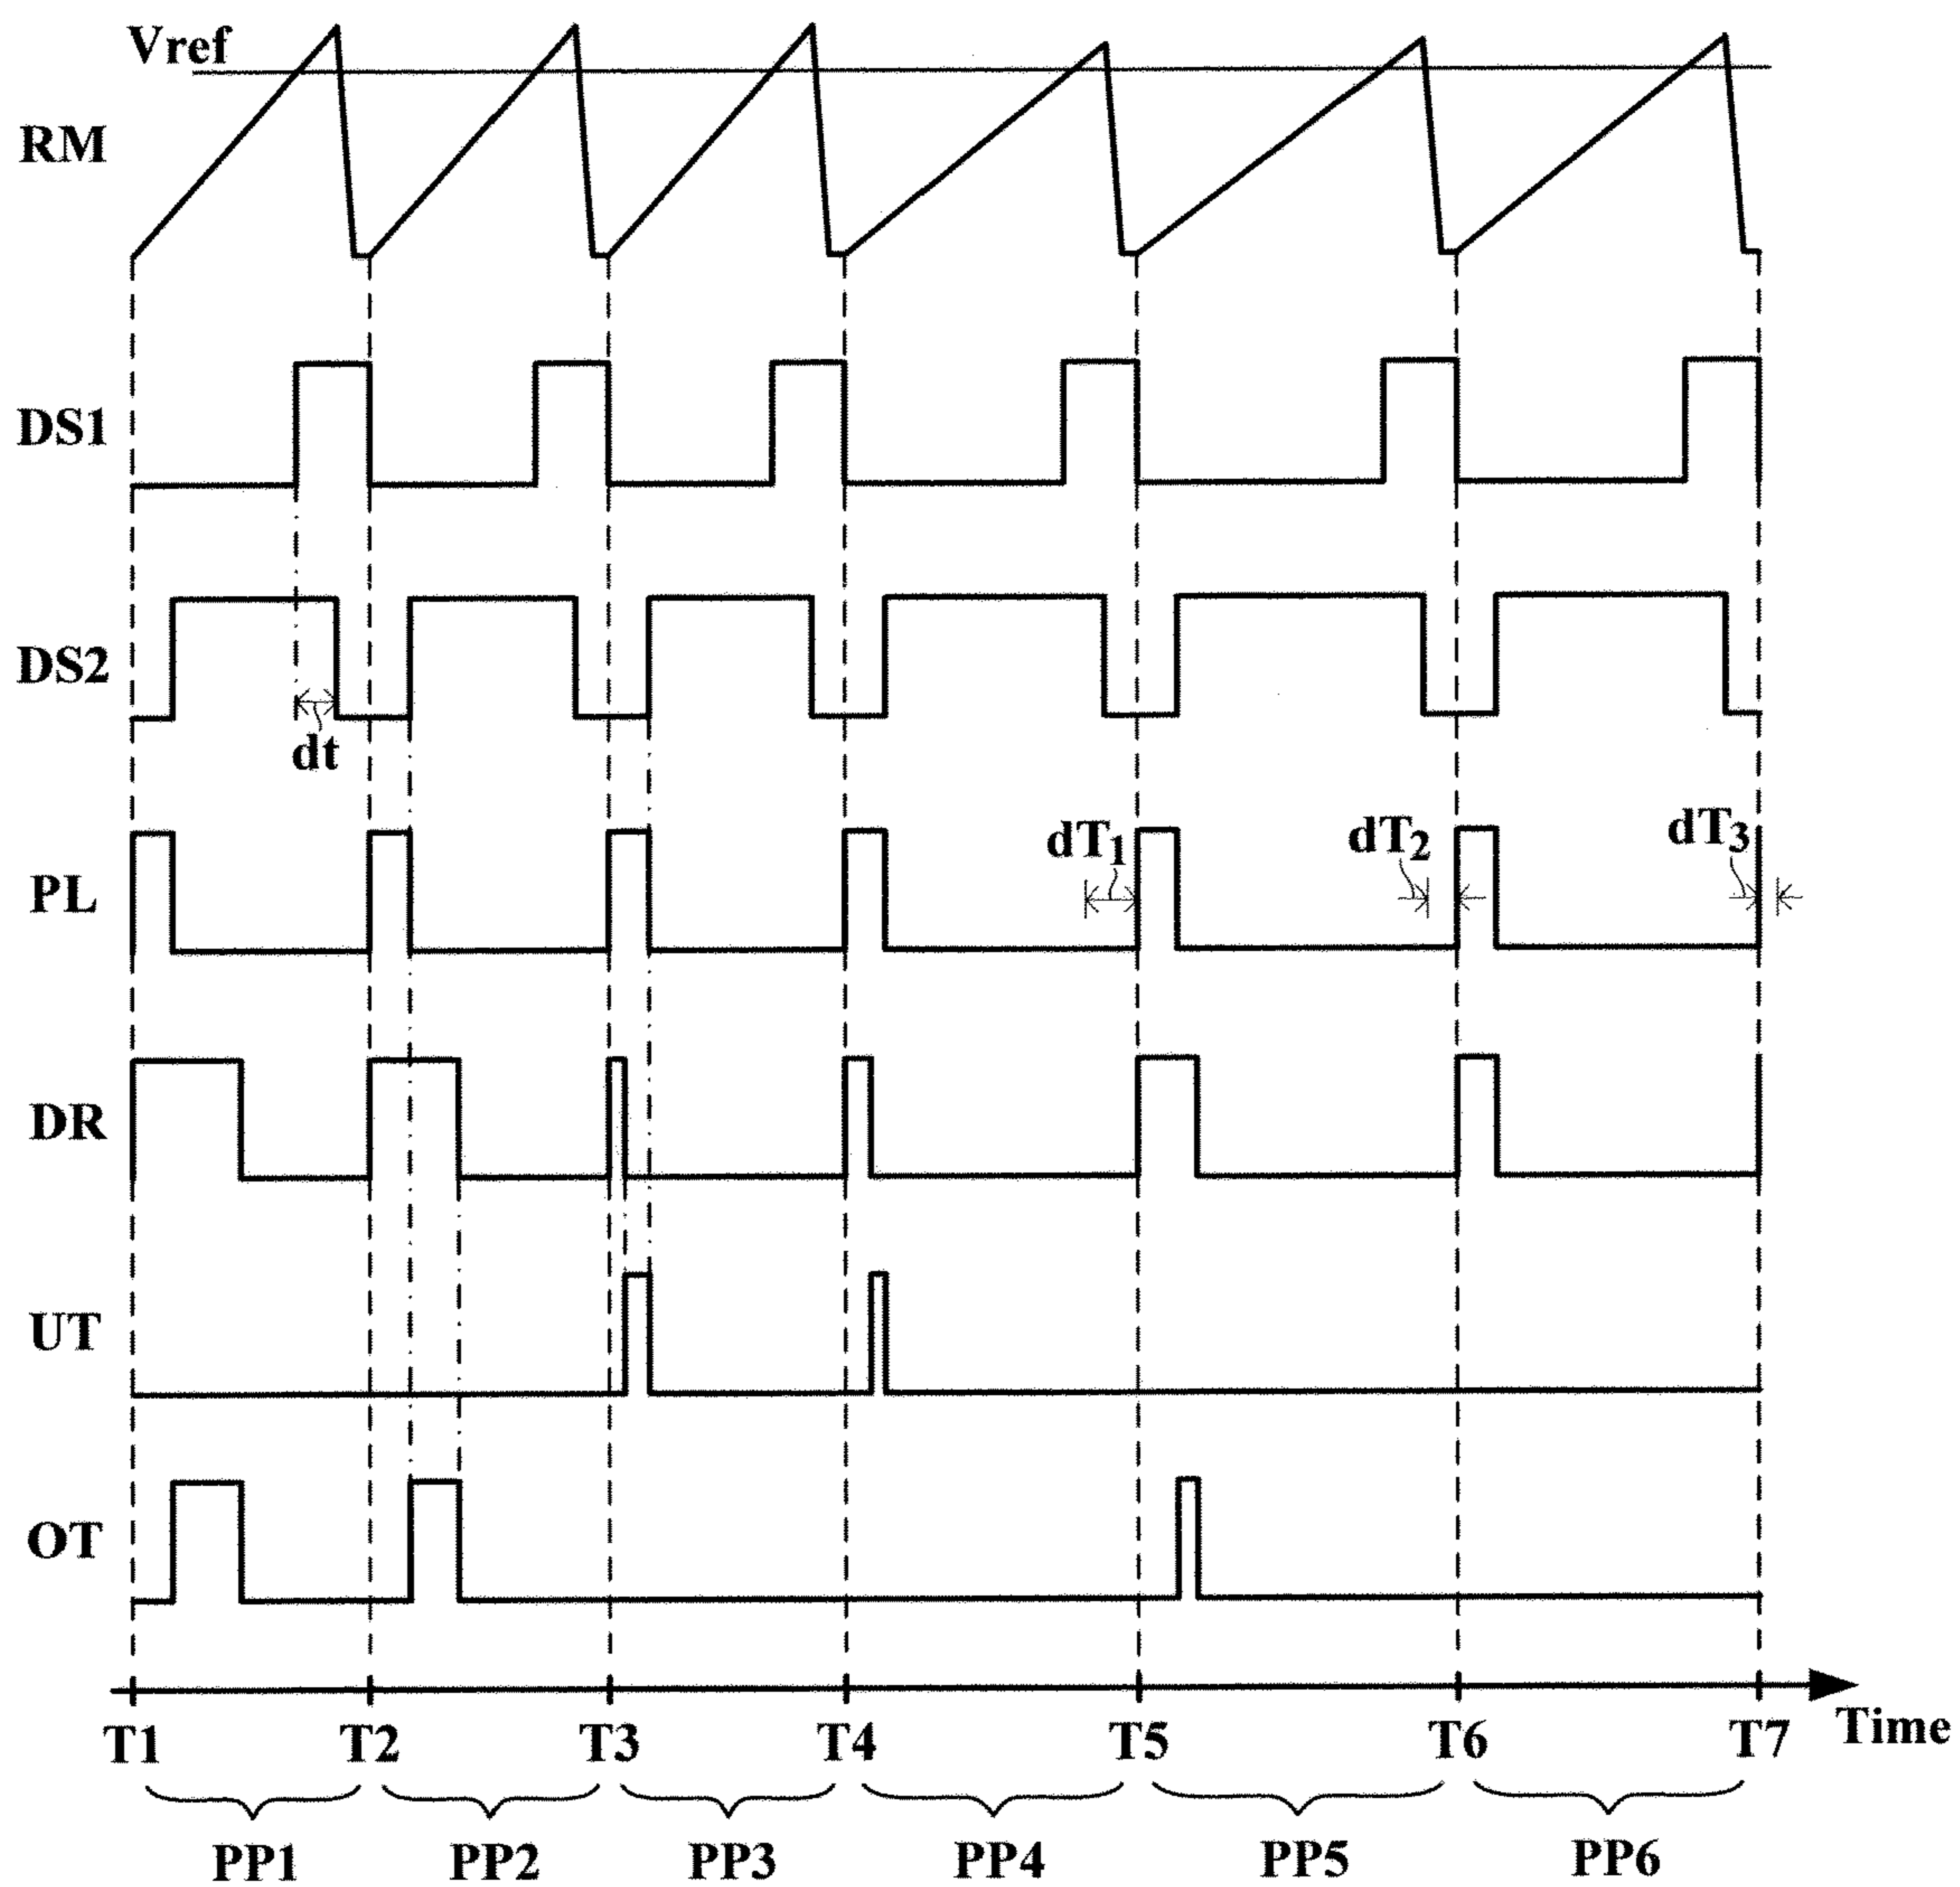 Vref
RM
DS1
DS2
dt
PL
dT1
dT2
dT3
DR
UT
OT
T1 T2 T3 T4 T5 T6 T7 Time
PP1 PP2 PP3 PP4 PP5 PP6